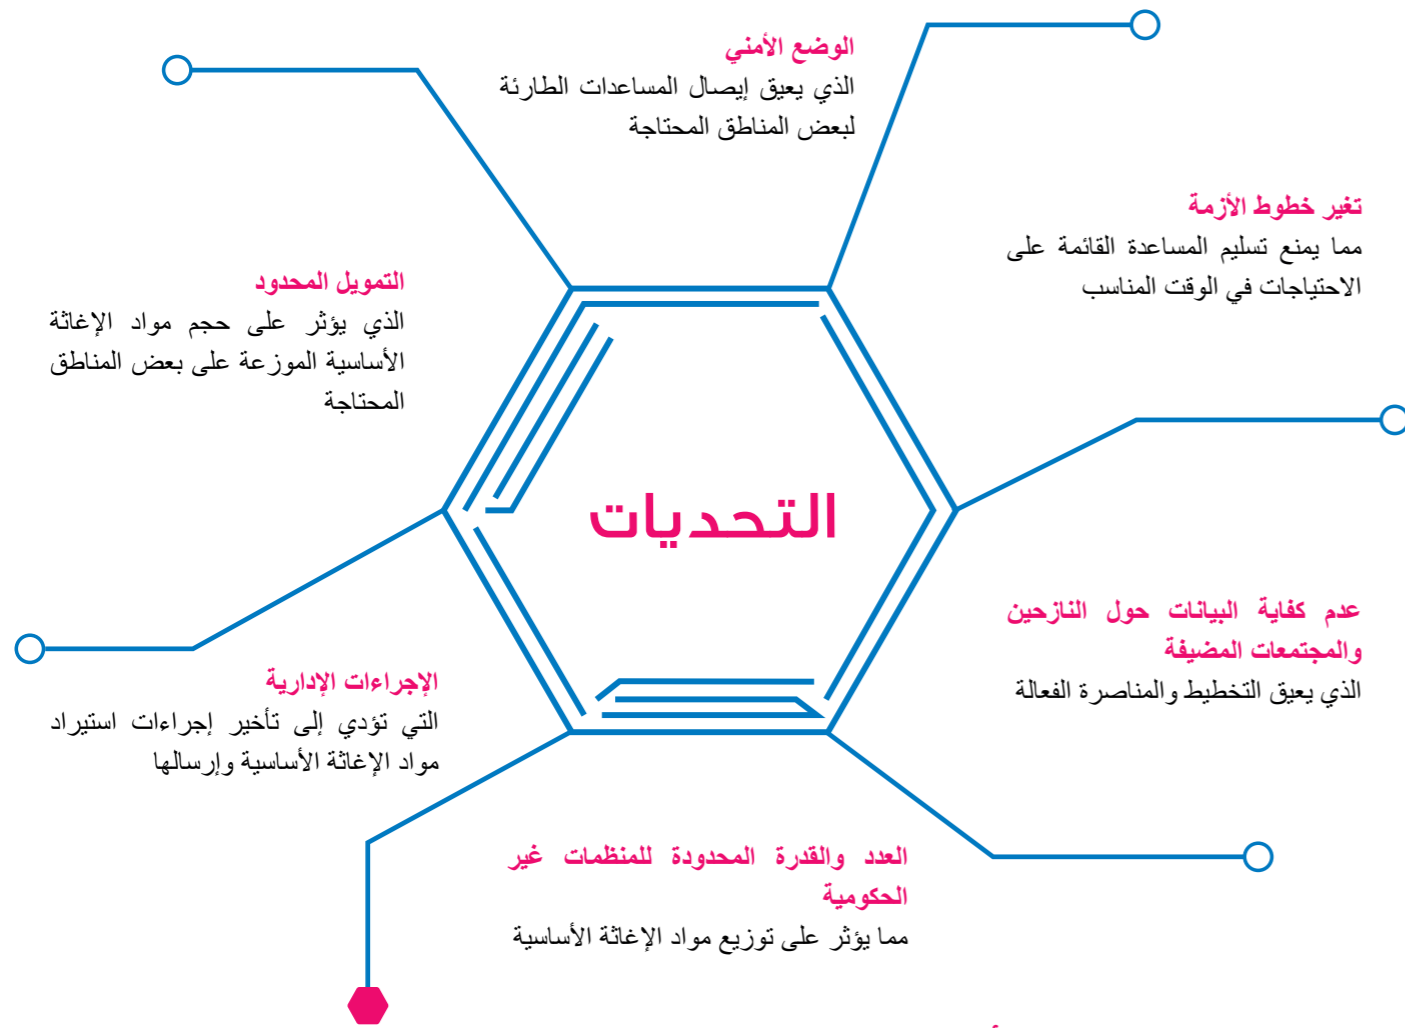 الوضع الأمني
الذي يعيق إيصال المساعدات الطارئة
لبعض المناطق المحتاجة
تغير خطوط الأزمة
مما يمنع تسليم المساعدة القائمة على
الاحتياجات في الوقت المناسب
التمويل المحدود
الذي يؤثر على حجم مواد الإغاثة
الأساسية الموزعة على بعض المناطق
المحتاجة
التحديات
عدم كفاية البيانات حول النازحين
والمجتمعات المضيفة
الذي يعيق التخطيط والمناصرة الفعالة
الإجراءات الإدارية
التي تؤدي إلى تأخير إجراءات استيراد
مواد الإغاثة الأساسية وإرسالها
العدد والقدرة المحدودة للمنظمات غير
الحكومية
مما يؤثر على توزيع مواد الإغاثة الأساسية